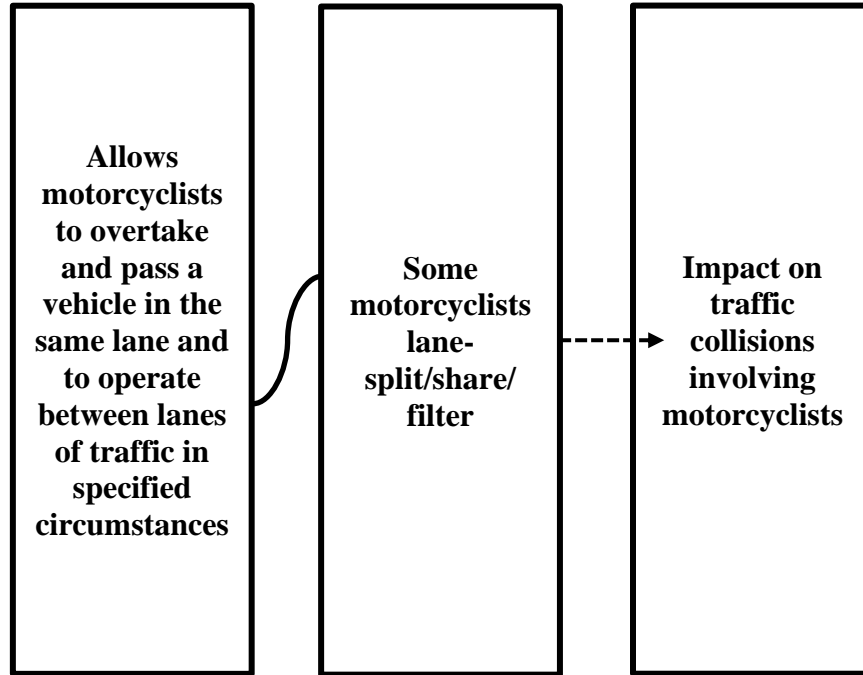 Allows
motorcyclists
to overtake
and pass a
vehicle in the
same lane and
to operate
between lanes
of traffic in
specified
circumstances
Some
motorcyclists
lane-
split/share/
filter
Impact on
traffic
collisions
involving
motorcyclists